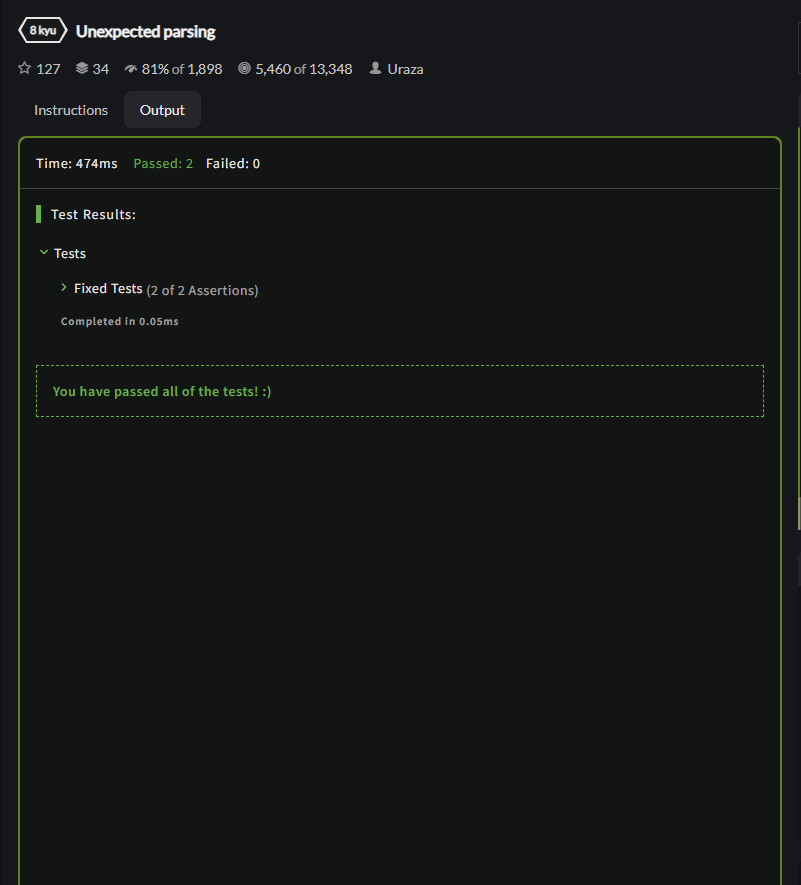 8 kyu Unexpected parsing
127 34 81% of 1,898 5,460 of 13,348 Uraza
Instructions Output
Time: 474ms Passed: 2 Failed: 0
Test Results:
Tests
Fixed Tests (2 of 2 Assertions)
Completed in 0.05ms
You have passed all of the tests! :)